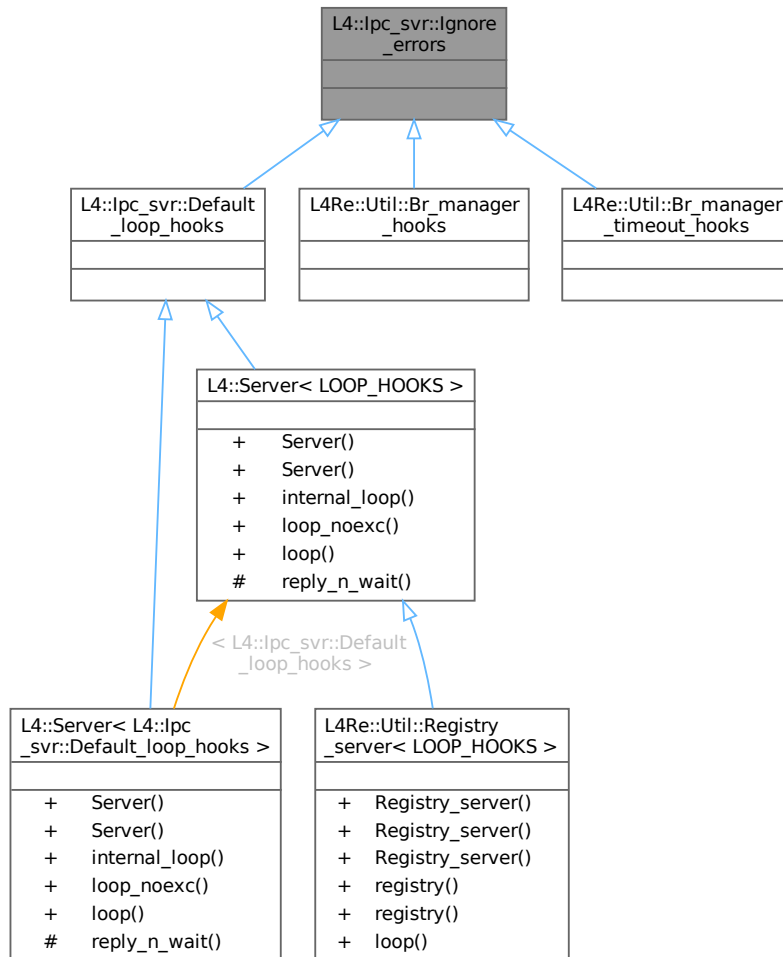 L4::Ipc_svr::Ignore
_errors
L4::Ipc_svr::Default
_loop_hooks
L4Re::Util::Br_manager
_hooks
L4Re::Util::Br_manager
_timeout_hooks
L4::Server< LOOP_HOOKS >
+ Server()
+ Server()
+ internal_loop()
+ loop_noexc()
+ loop()
# reply_n_wait()
< L4::Ipc_svr::Default
_loop_hooks >
L4::Server< L4::Ipc
_svr::Default_loop_hooks >
+ Server()
+ Server()
+ internal_loop()
+ loop_noexc()
+ loop()
# reply_n_wait()
L4Re::Util::Registry
_server< LOOP_HOOKS >
+ Registry_server()
+ Registry_server()
+ Registry_server()
+ registry()
+ registry()
+ loop()